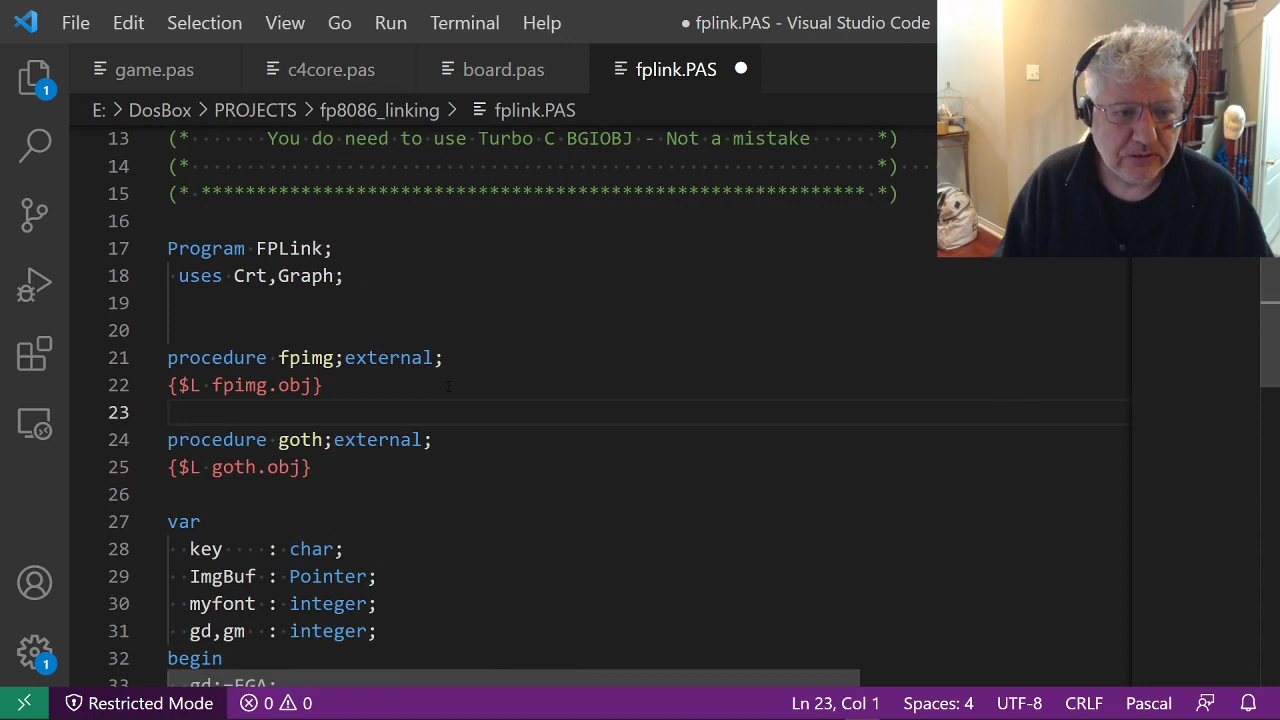 File Edit Selection View Go Run Terminal Help ● fplink.PAS - Visual Studio Code
game.pas c4core.pas board.pas fplink.PAS
E: > DosBox > PROJECTS > fp8086_linking > fplink.PAS
13 (* You do need to use Turbo C BGIOBJ - Not a mistake *)
14 (* *)
15 (* ************************************************************* *)
16
17 Program FPLink;
18 uses Crt,Graph;
19
20
21 procedure fpimg;external;
22 {$L fpimg.obj}
23
24 procedure goth;external;
25 {$L goth.obj}
26
27 var
28 key : char;
29 ImgBuf : Pointer;
30 myfont : integer;
31 gd,gm : integer;
32 begin
33 gd:=EGA;
1
1
Restricted Mode 0 0 Ln 23, Col 1 Spaces: 4 UTF-8 CRLF Pascal